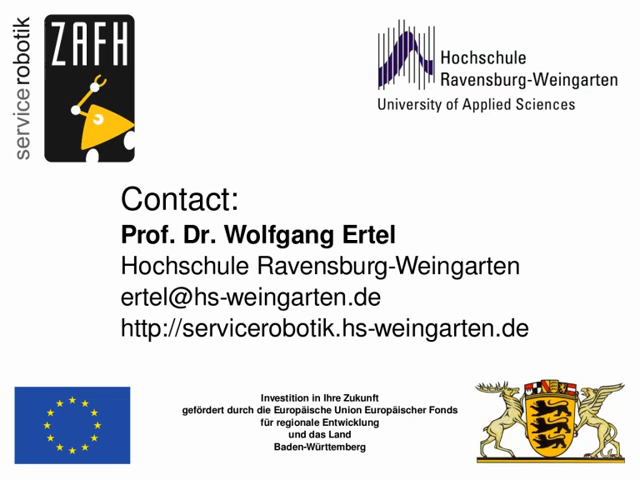 servicerobotik
ZAFH
Hochschule
Ravensburg-Weingarten
University of Applied Sciences
Contact:
Prof. Dr. Wolfgang Ertel
Hochschule Ravensburg-Weingarten
ertel@hs-weingarten.de
http://servicerobotik.hs-weingarten.de
Investition in Ihre Zukunft
gefördert durch die Europäische Union Europäischer Fonds
für regionale Entwicklung
und das Land
Baden-Württemberg